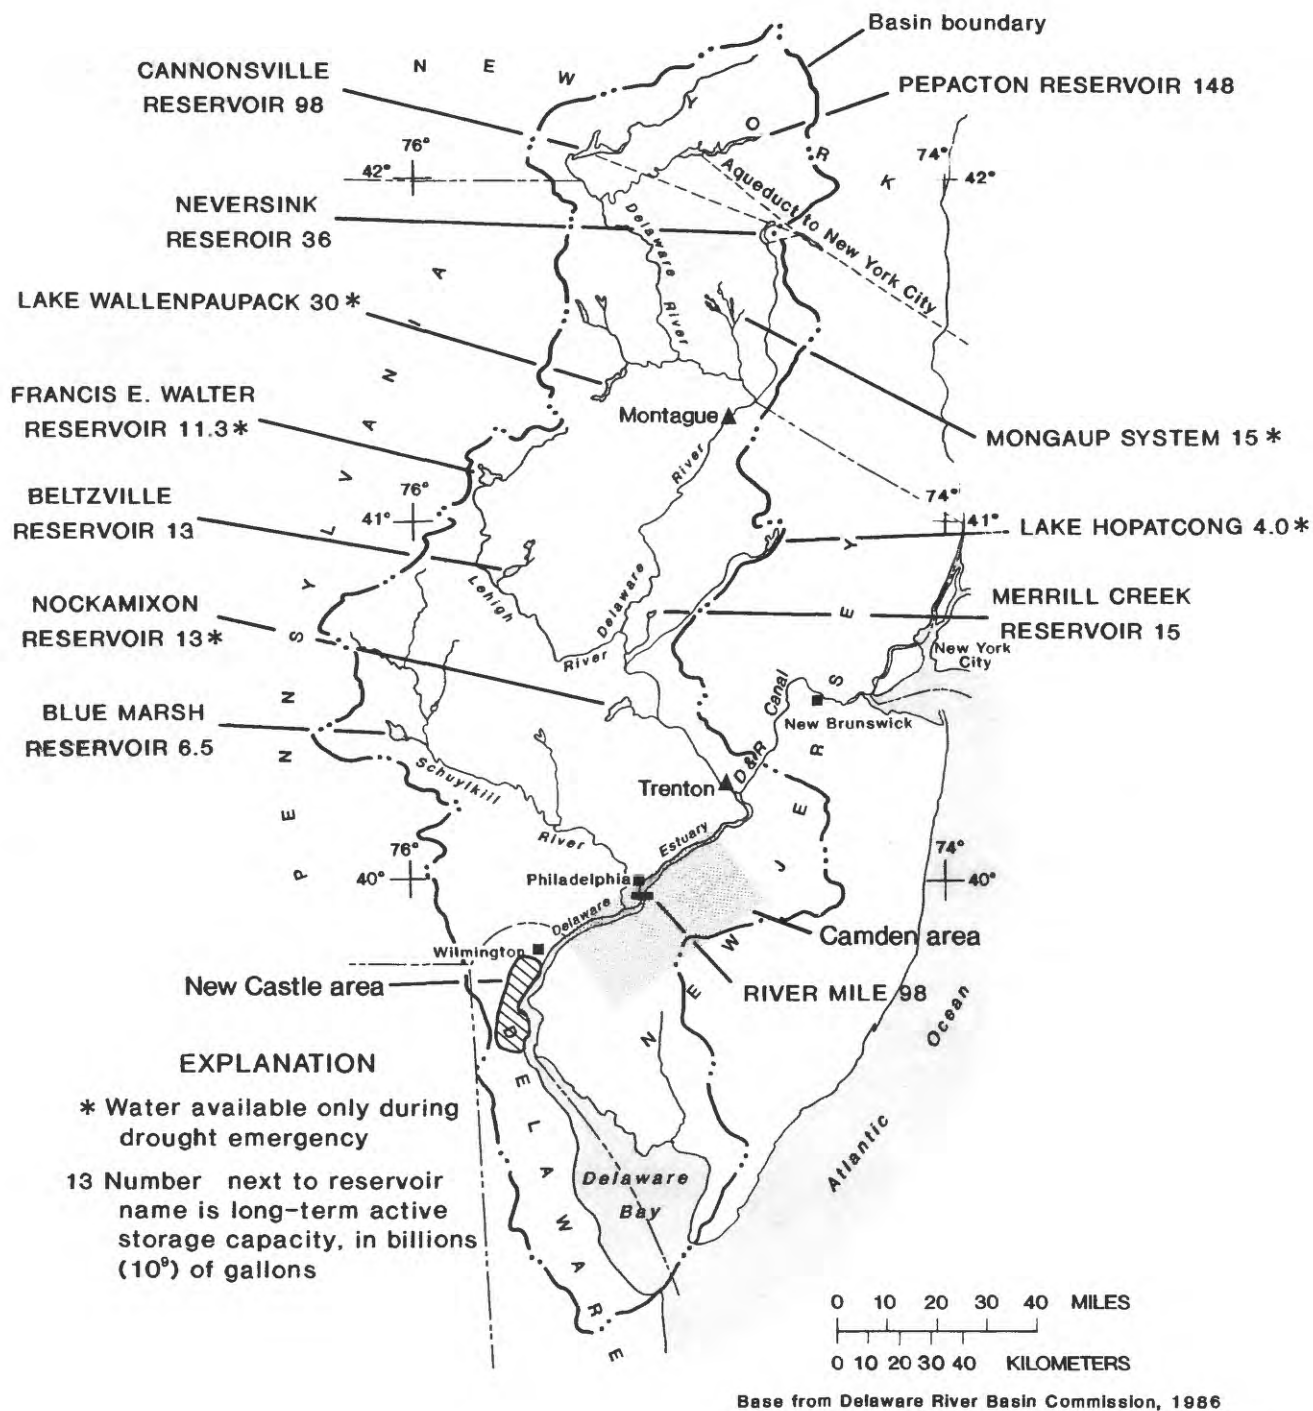 Basin boundary
CANNONSVILLE
RESERVOIR 98
NEW YORK
PEPACTON RESERVOIR 148
76°
42°
74°
42°
Aqueduct to New York City
NEVERSINK
RESEROIR 36
Delaware
River
LAKE WALLENPAUPACK 30*
FRANCIS E. WALTER
RESERVOIR 11.3*
Montague
MONGAUP SYSTEM 15*
River
BELTZVILLE
RESERVOIR 13
76°
41°
74°
41°
LAKE HOPATCONG 4.0*
Lehigh
Delaware
NOCKAMIXON
RESERVOIR 13*
MERRILL CREEK
RESERVOIR 15
River
New York
City
PENNSYLVANIA
BLUE MARSH
RESERVOIR 6.5
D & R Canal
New Brunswick
Schuylkill
River
Trenton
Estuary
NEW JERSEY
76°
40°
74°
40°
Philadelphia
Delaware
Wilmington
Camden area
New Castle area
RIVER MILE 98
DELAWARE
Atlantic Ocean
Delaware
Bay
EXPLANATION
* Water available only during
drought emergency
13 Number next to reservoir
name is long-term active
storage capacity, in billions
(10⁹) of gallons
0 10 20 30 40 MILES
0 10 20 30 40 KILOMETERS
Base from Delaware River Basin Commission, 1986